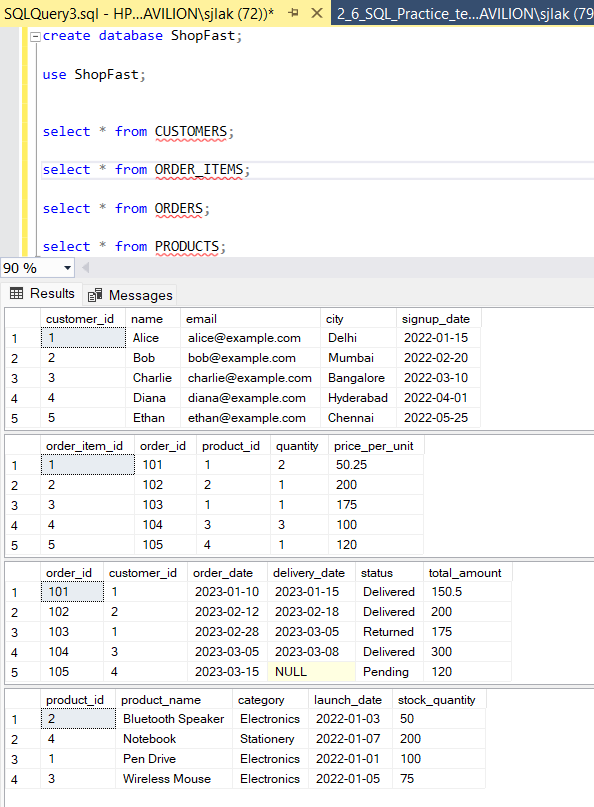 SQLQuery3.sql - HP...AVILION\sjlak (72))* 2_6_SQL_Practice_te...AVILION\sjlak (79
create database ShopFast;
use ShopFast;
select * from CUSTOMERS;
select * from ORDER_ITEMS;
select * from ORDERS;
select * from PRODUCTS;
90 %
Results Messages
customer_id name email city signup_date
1 1 Alice alice@example.com Delhi 2022-01-15
2 2 Bob bob@example.com Mumbai 2022-02-20
3 3 Charlie charlie@example.com Bangalore 2022-03-10
4 4 Diana diana@example.com Hyderabad 2022-04-01
5 5 Ethan ethan@example.com Chennai 2022-05-25
order_item_id order_id product_id quantity price_per_unit
1 1 101 1 2 50.25
2 2 102 2 1 200
3 3 103 1 1 175
4 4 104 3 3 100
5 5 105 4 1 120
order_id customer_id order_date delivery_date status total_amount
1 101 1 2023-01-10 2023-01-15 Delivered 150.5
2 102 2 2023-02-12 2023-02-18 Delivered 200
3 103 1 2023-02-28 2023-03-05 Returned 175
4 104 3 2023-03-05 2023-03-08 Delivered 300
5 105 4 2023-03-15 NULL Pending 120
product_id product_name category launch_date stock_quantity
1 2 Bluetooth Speaker Electronics 2022-01-03 50
2 4 Notebook Stationery 2022-01-07 200
3 1 Pen Drive Electronics 2022-01-01 100
4 3 Wireless Mouse Electronics 2022-01-05 75